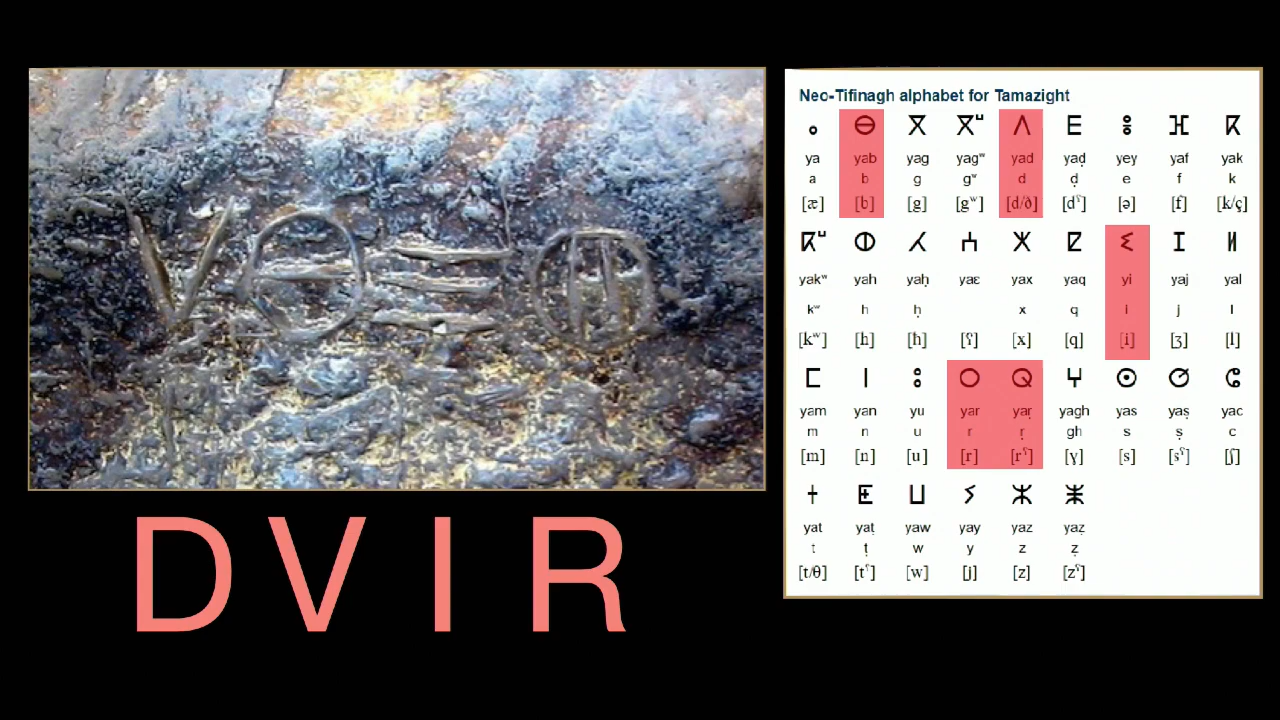 Neo-Tifinagh alphabet for Tamazight
ⴰ ⴱ ⴳ ⴳⵯ ⴷ ⴹ ⴻ ⴼ ⴽ
ya yab yag yagʷ yad yaḍ yey yaf yak
a b g gʷ d ḍ e f k
[æ] [b] [g] [gʷ] [d/ð] [dˤ] [ə] [f] [k/ç]
ⴽⵯ ⵀ ⵃ ⵄ ⵅ ⵇ ⵉ ⵊ ⵍ
yakʷ yah yaḥ yaɛ yax yaq yi yaj yal
kʷ h ḥ x q i j l
[kʷ] [h] [ħ] [ʕ] [x] [q] [i] [ʒ] [l]
ⵎ ⵏ ⵓ ⵔ ⵕ ⵖ ⵙ ⵚ ⵛ
yam yan yu yar yaṛ yagh yas yaṣ yac
m n u r ṛ gh s ṣ c
[m] [n] [u] [r] [rˤ] [ɣ] [s] [sˤ] [ʃ]
ⵜ ⵟ ⵡ ⵢ ⵣ ⵥ
yat yaṭ yaw yay yaz yaẓ
t ṭ w y z ẓ
[t/θ] [tˤ] [w] [j] [z] [zˤ]
DVIR